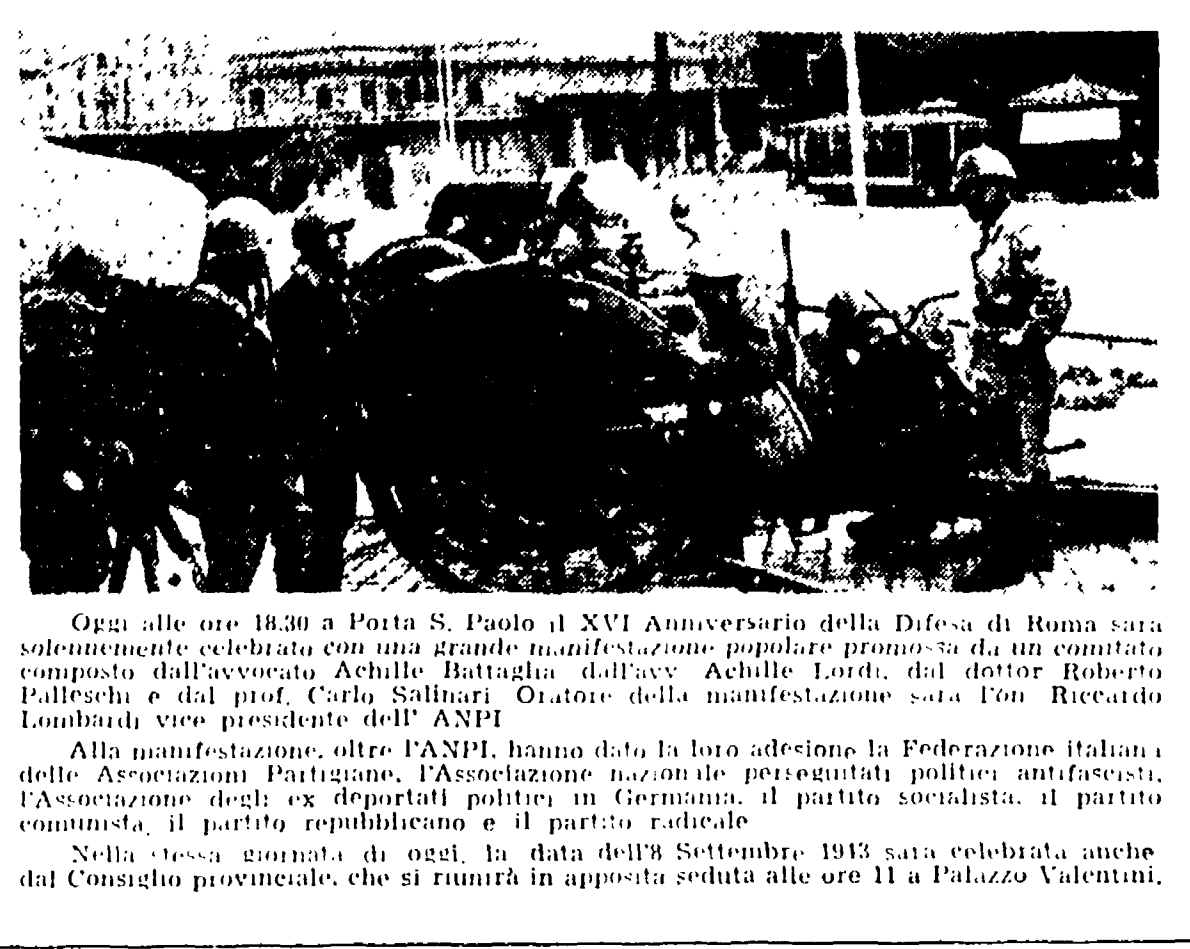 Oggi alle ore 18.30 a Porta S. Paolo il XVI Anniversario della Difesa di Roma sarà
solennemente celebrato con una grande manifestazione popolare promossa da un comitato
composto dall'avvocato Achille Battaglia dall'avv Achille Lordi, dal dottor Roberto
Palleschi e dal prof. Carlo Salinari Oratore della manifestazione sarà l'on Riccardo
Lombardi vice presidente dell' ANPI
Alla manifestazione, oltre l'ANPI, hanno dato la loro adesione la Federazione italiana
delle Associazioni Partigiane, l'Associazione nazionale perseguitati politici antifascisti,
l'Associazione degli ex deportati politici in Germania, il partito socialista, il partito
comunista, il partito repubblicano e il partito radicale
Nella stessa giornata di oggi, la data dell'8 Settembre 1943 sarà celebrata anche
dal Consiglio provinciale, che si riunirà in apposita seduta alle ore 11 a Palazzo Valentini.